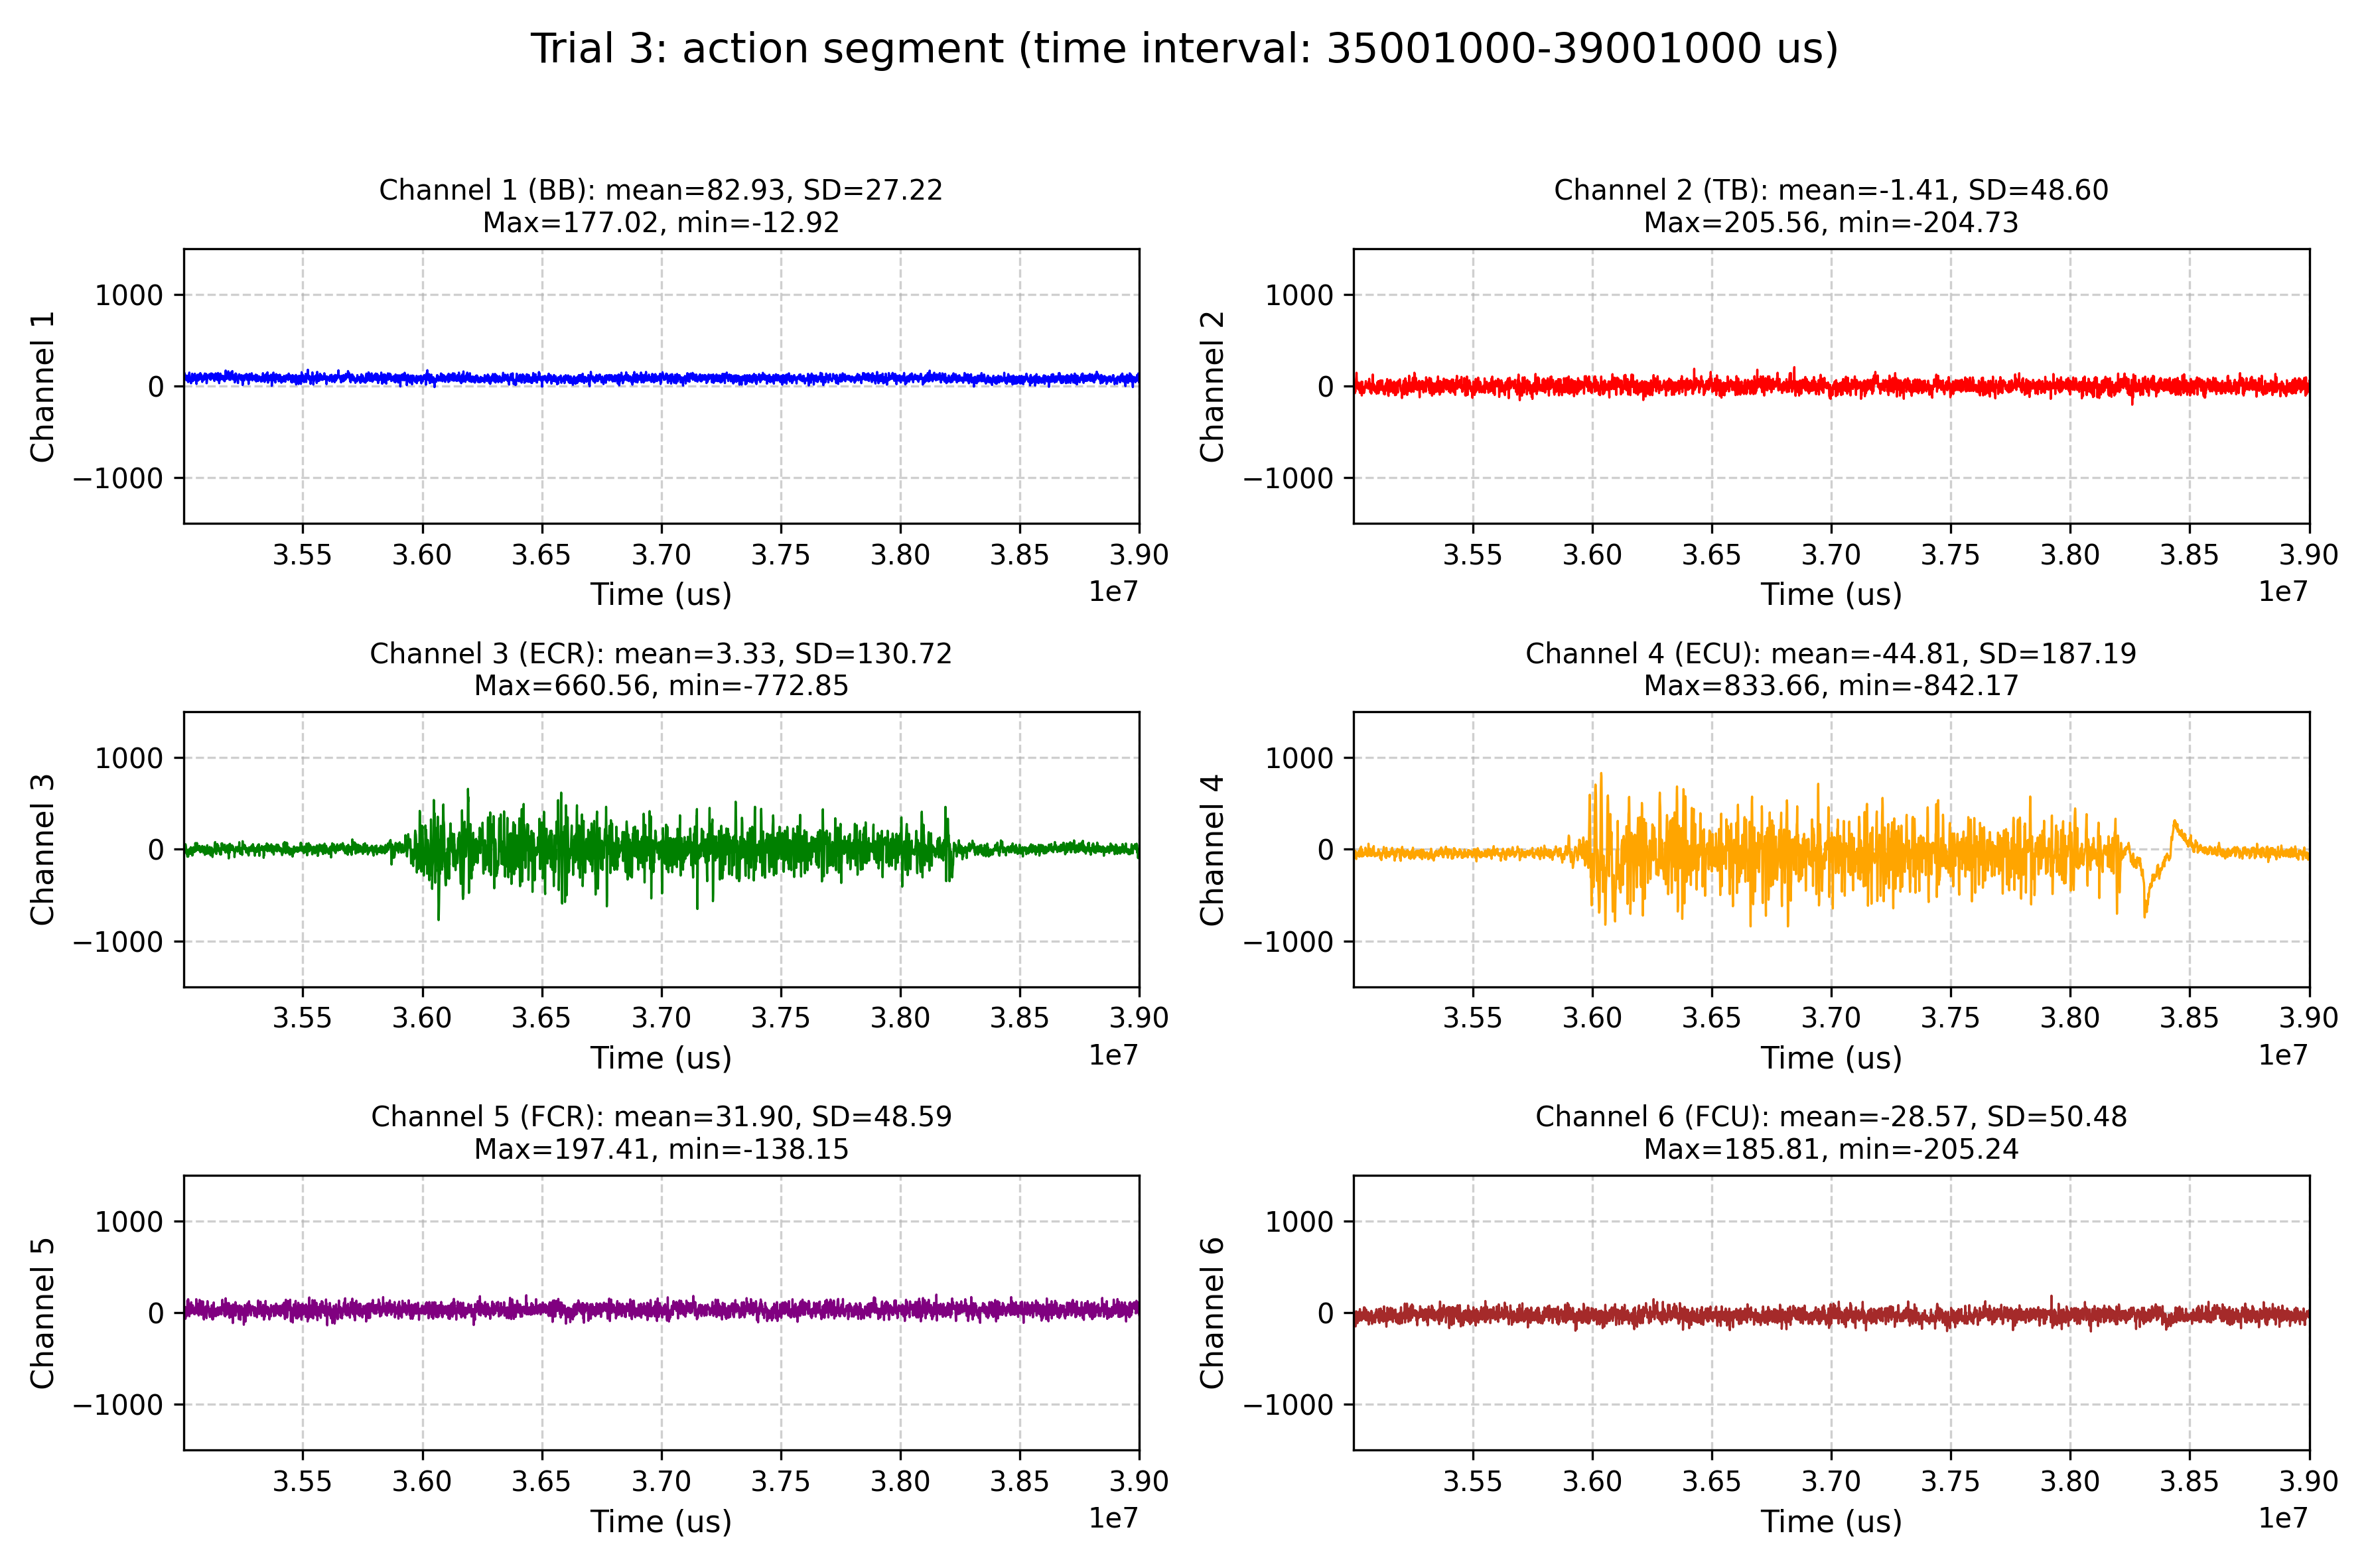 Trial 3: action segment (time interval: 35001000-39001000 us)
Channel 1 (BB): mean=82.93, SD=27.22
Max=177.02, min=-12.92
Channel 1
1000
0
−1000
3.55 3.60 3.65 3.70 3.75 3.80 3.85 3.90
1e7
Time (us)
Channel 2 (TB): mean=-1.41, SD=48.60
Max=205.56, min=-204.73
Channel 2
1000
0
−1000
3.55 3.60 3.65 3.70 3.75 3.80 3.85 3.90
1e7
Time (us)
Channel 3 (ECR): mean=3.33, SD=130.72
Max=660.56, min=-772.85
Channel 3
1000
0
−1000
3.55 3.60 3.65 3.70 3.75 3.80 3.85 3.90
1e7
Time (us)
Channel 4 (ECU): mean=-44.81, SD=187.19
Max=833.66, min=-842.17
Channel 4
1000
0
−1000
3.55 3.60 3.65 3.70 3.75 3.80 3.85 3.90
1e7
Time (us)
Channel 5 (FCR): mean=31.90, SD=48.59
Max=197.41, min=-138.15
Channel 5
1000
0
−1000
3.55 3.60 3.65 3.70 3.75 3.80 3.85 3.90
1e7
Time (us)
Channel 6 (FCU): mean=-28.57, SD=50.48
Max=185.81, min=-205.24
Channel 6
1000
0
−1000
3.55 3.60 3.65 3.70 3.75 3.80 3.85 3.90
1e7
Time (us)